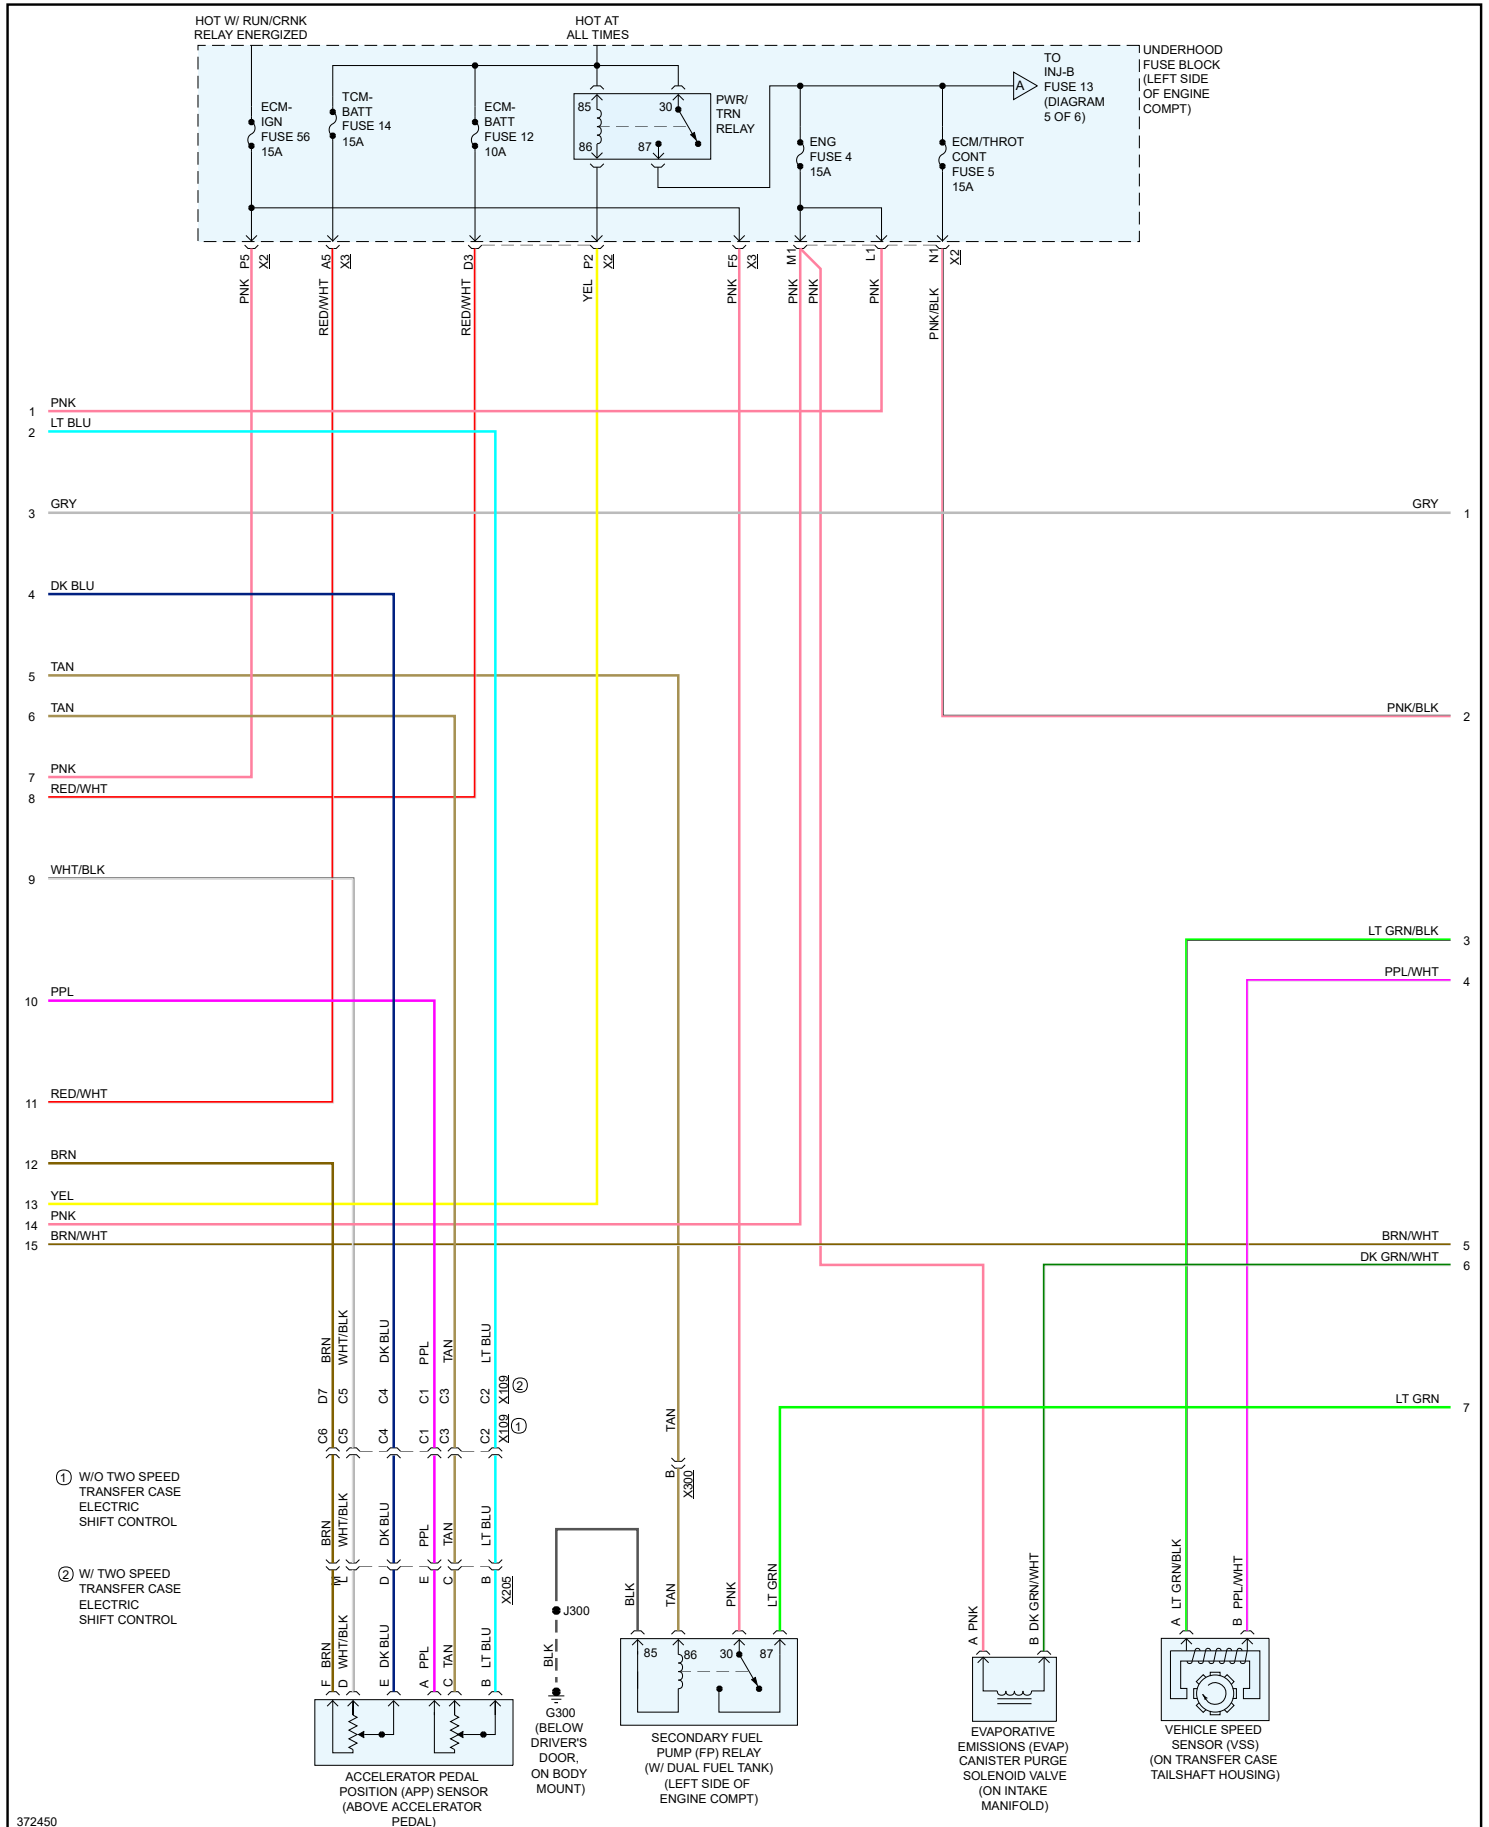 HOT W/ RUN/CRNK
RELAY ENERGIZED
HOT AT
ALL TIMES
UNDERHOOD
FUSE BLOCK
(LEFT SIDE
OF ENGINE
COMPT)
ECM-
IGN
FUSE 56
15A
TCM-
BATT
FUSE 14
15A
ECM-
BATT
FUSE 12
10A
85
30
86
87
PWR/
TRN
RELAY
ENG
FUSE 4
15A
ECM/THROT
CONT
FUSE 5
15A
A
TO
INJ-B
FUSE 13
(DIAGRAM
5 OF 6)
P5
X2
A5
X3
D3
P2
X2
F5
X3
M1
L1
N1
X2
PNK
RED/WHT
RED/WHT
YEL
PNK
PNK
PNK
PNK
PNK/BLK
1 PNK
2 LT BLU
3 GRY
GRY 1
4 DK BLU
5 TAN
6 TAN
PNK/BLK 2
7 PNK
8 RED/WHT
9 WHT/BLK
LT GRN/BLK 3
PPL/WHT 4
10 PPL
11 RED/WHT
12 BRN
13 YEL
14 PNK
15 BRN/WHT
BRN/WHT 5
DK GRN/WHT 6
LT GRN 7
BRN
WHT/BLK
DK BLU
PPL
TAN
LT BLU
D7
C5
C4
C1
C3
C2
X109
2
C6
C5
C4
C1
C3
C2
X109
1
TAN
B
X300
1 W/O TWO SPEED
TRANSFER CASE
ELECTRIC
SHIFT CONTROL
2 W/ TWO SPEED
TRANSFER CASE
ELECTRIC
SHIFT CONTROL
BRN
WHT/BLK
DK BLU
PPL
TAN
LT BLU
M
L
D
E
C
B
X205
F BRN
D WHT/BLK
E DK BLU
A PPL
C TAN
B LT BLU
ACCELERATOR PEDAL
POSITION (APP) SENSOR
(ABOVE ACCELERATOR
PEDAL)
J300
BLK
G300
(BELOW
DRIVER'S
DOOR,
ON BODY
MOUNT)
BLK
TAN
PNK
LT GRN
85
86
30
87
SECONDARY FUEL
PUMP (FP) RELAY
(W/ DUAL FUEL TANK)
(LEFT SIDE OF
ENGINE COMPT)
A PNK
B DK GRN/WHT
EVAPORATIVE
EMISSIONS (EVAP)
CANISTER PURGE
SOLENOID VALVE
(ON INTAKE
MANIFOLD)
A LT GRN/BLK
B PPL/WHT
VEHICLE SPEED
SENSOR (VSS)
(ON TRANSFER CASE
TAILSHAFT HOUSING)
372450